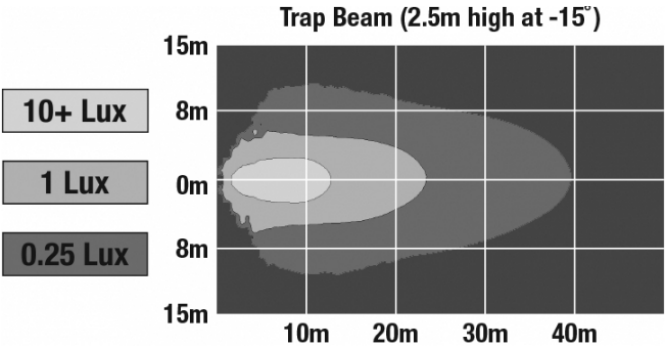 Trap Beam (2.5m high at -15°)
15m
10+ Lux
8m
1 Lux
0m
0.25 Lux
8m
15m
10m 20m 30m 40m